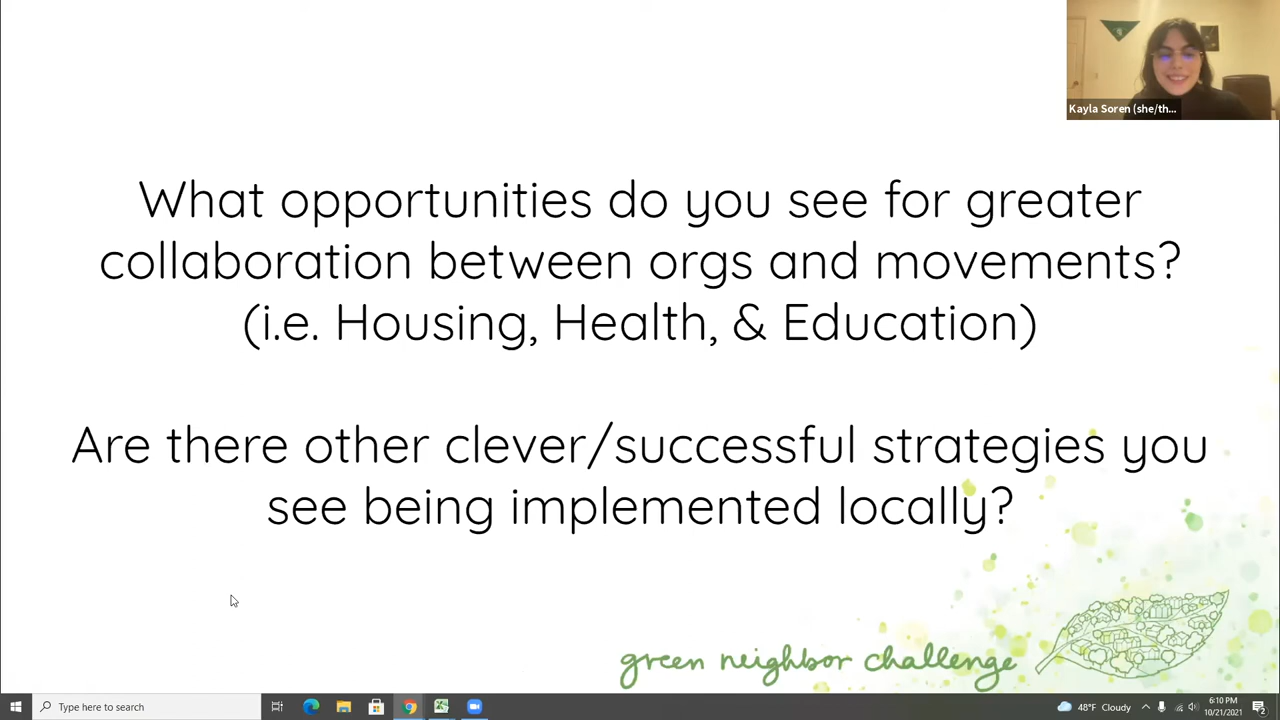 Kayla Soren (she/th...
What opportunities do you see for greater
collaboration between orgs and movements?
(i.e. Housing, Health, & Education)
Are there other clever/successful strategies you
see being implemented locally?
green neighbor challenge
Type here to search
48°F Cloudy
6:10 PM
10/21/2021
2